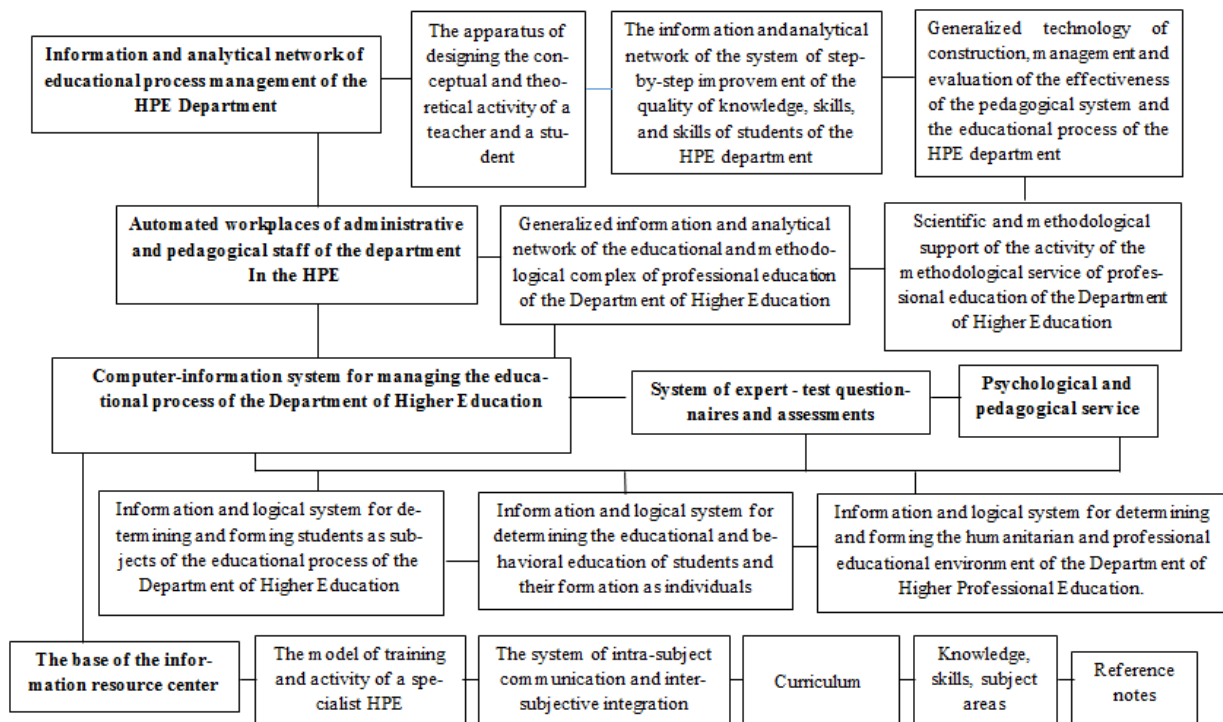 Information and analytical network of
educational process management of the
HPE Department
The apparatus of
designing the con-
ceptual and theo-
retical activity of a
teacher and a stu-
dent
The information and analytical
network of the system of step-
by-step improvement of the
quality of knowledge, skills,
and skills of students of the
HPE department
Generalized technology of
construction, management and
evaluation of the effectiveness
of the pedagogical system and
the educational process of the
HPE department
Automated workplaces of administrative
and pedagogical staff of the department
In the HPE
Generalized information and analytical
network of the educational and methodo-
logical complex of professional education
of the Department of Higher Education
Scientific and methodological
support of the activity of the
methodological service of profes-
sional education of the Department
of Higher Education
Computer-information system for managing the educa-
tional process of the Department of Higher Education
System of expert - test question-
naires and assessments
Psychological and
pedagogical service
Information and logical system for de-
termining and forming students as sub-
jects of the educational process of the
Department of Higher Education
Information and logical system for
determining the educational and be-
havioral education of students and
their formation as individuals
Information and logical system for determining
and forming the humanitarian and professional
educational environment of the Department of
Higher Professional Education.
The base of the infor-
mation resource center
The model of training
and activity of a spe-
cialist HPE
The system of intra-subject
communication and inter-
subjective integration
Curriculum
Knowledge,
skills, subject
areas
Reference
notes